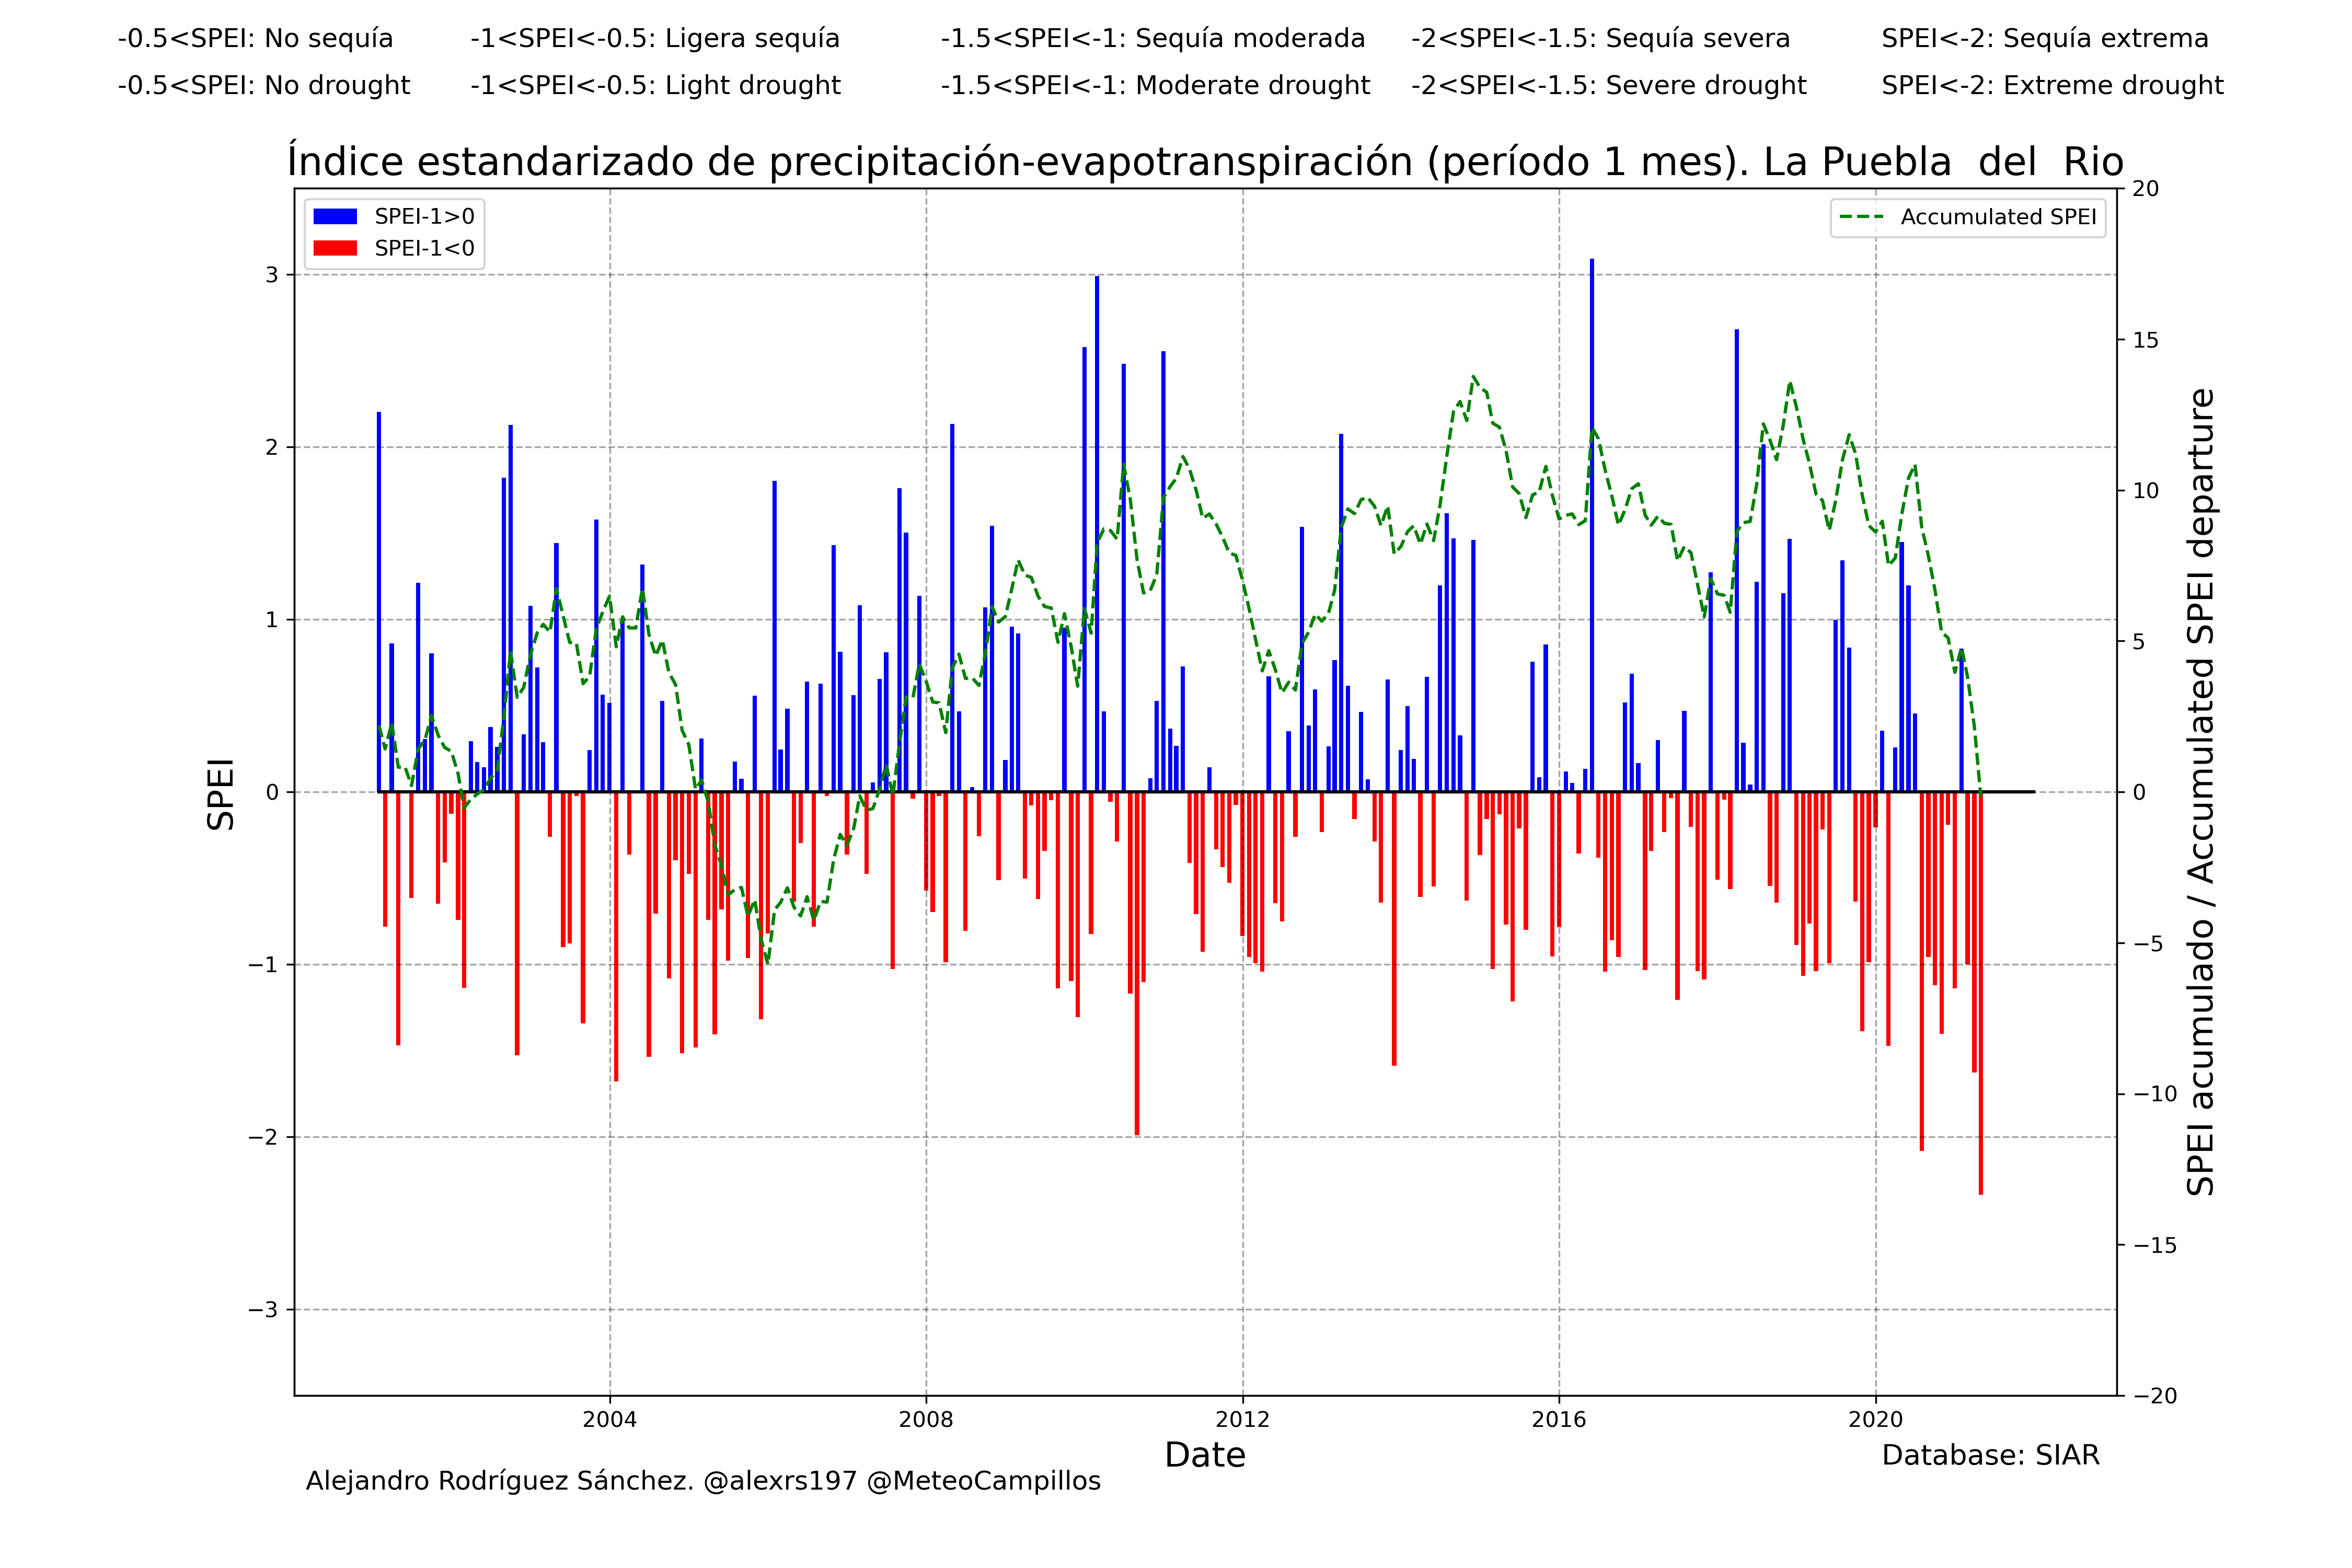 -0.5<SPEI: No sequía -1<SPEI<-0.5: Ligera sequía -1.5<SPEI<-1: Sequía moderada -2<SPEI<-1.5: Sequía severa SPEI<-2: Sequía extrema
-0.5<SPEI: No drought -1<SPEI<-0.5: Light drought -1.5<SPEI<-1: Moderate drought -2<SPEI<-1.5: Severe drought SPEI<-2: Extreme drought
Índice estandarizado de precipitación-evapotranspiración (período 1 mes). La Puebla  del  Rio
SPEI-1>0
SPEI-1<0
Accumulated SPEI
SPEI
3
2
1
0
−1
−2
−3
20
15
10
5
0
−5
−10
−15
−20
SPEI acumulado / Accumulated SPEI departure
2004 2008 2012 2016 2020
Date
Database: SIAR
Alejandro Rodríguez Sánchez. @alexrs197 @MeteoCampillos